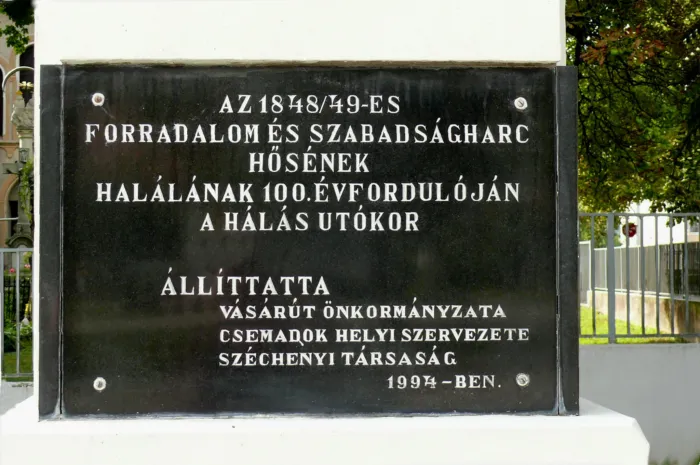 AZ 1848/49-ES
FORRADALOM ÉS SZABADSÁGHARC
HŐSÉNEK
HALÁLÁNAK 100. ÉVFORDULÓJÁN
A HÁLÁS UTÓKOR
ÁLLÍTTATTA
VÁSÁRÚT ÖNKORMÁNYZATA
CSEMADOK HELYI SZERVEZETE
SZÉCHENYI TÁRSASÁG
1994-BEN.